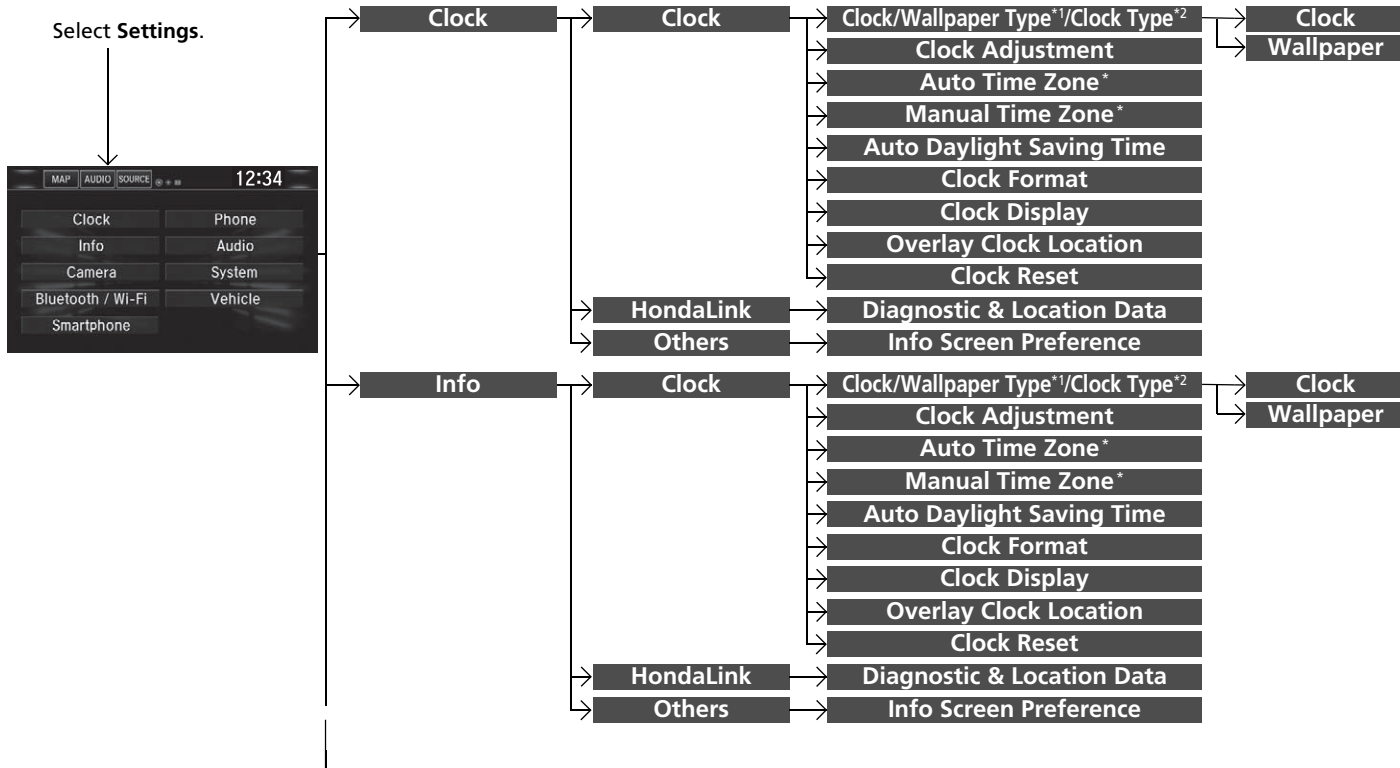 Select Settings.
MAP AUDIO SOURCE 12:34
Clock Phone
Info Audio
Camera System
Bluetooth / Wi-Fi Vehicle
Smartphone
Clock
Clock
Clock/Wallpaper Type*1/Clock Type*2
Clock
Wallpaper
Clock Adjustment
Auto Time Zone*
Manual Time Zone*
Auto Daylight Saving Time
Clock Format
Clock Display
Overlay Clock Location
Clock Reset
HondaLink
Diagnostic & Location Data
Others
Info Screen Preference
Info
Clock
Clock/Wallpaper Type*1/Clock Type*2
Clock
Wallpaper
Clock Adjustment
Auto Time Zone*
Manual Time Zone*
Auto Daylight Saving Time
Clock Format
Clock Display
Overlay Clock Location
Clock Reset
HondaLink
Diagnostic & Location Data
Others
Info Screen Preference